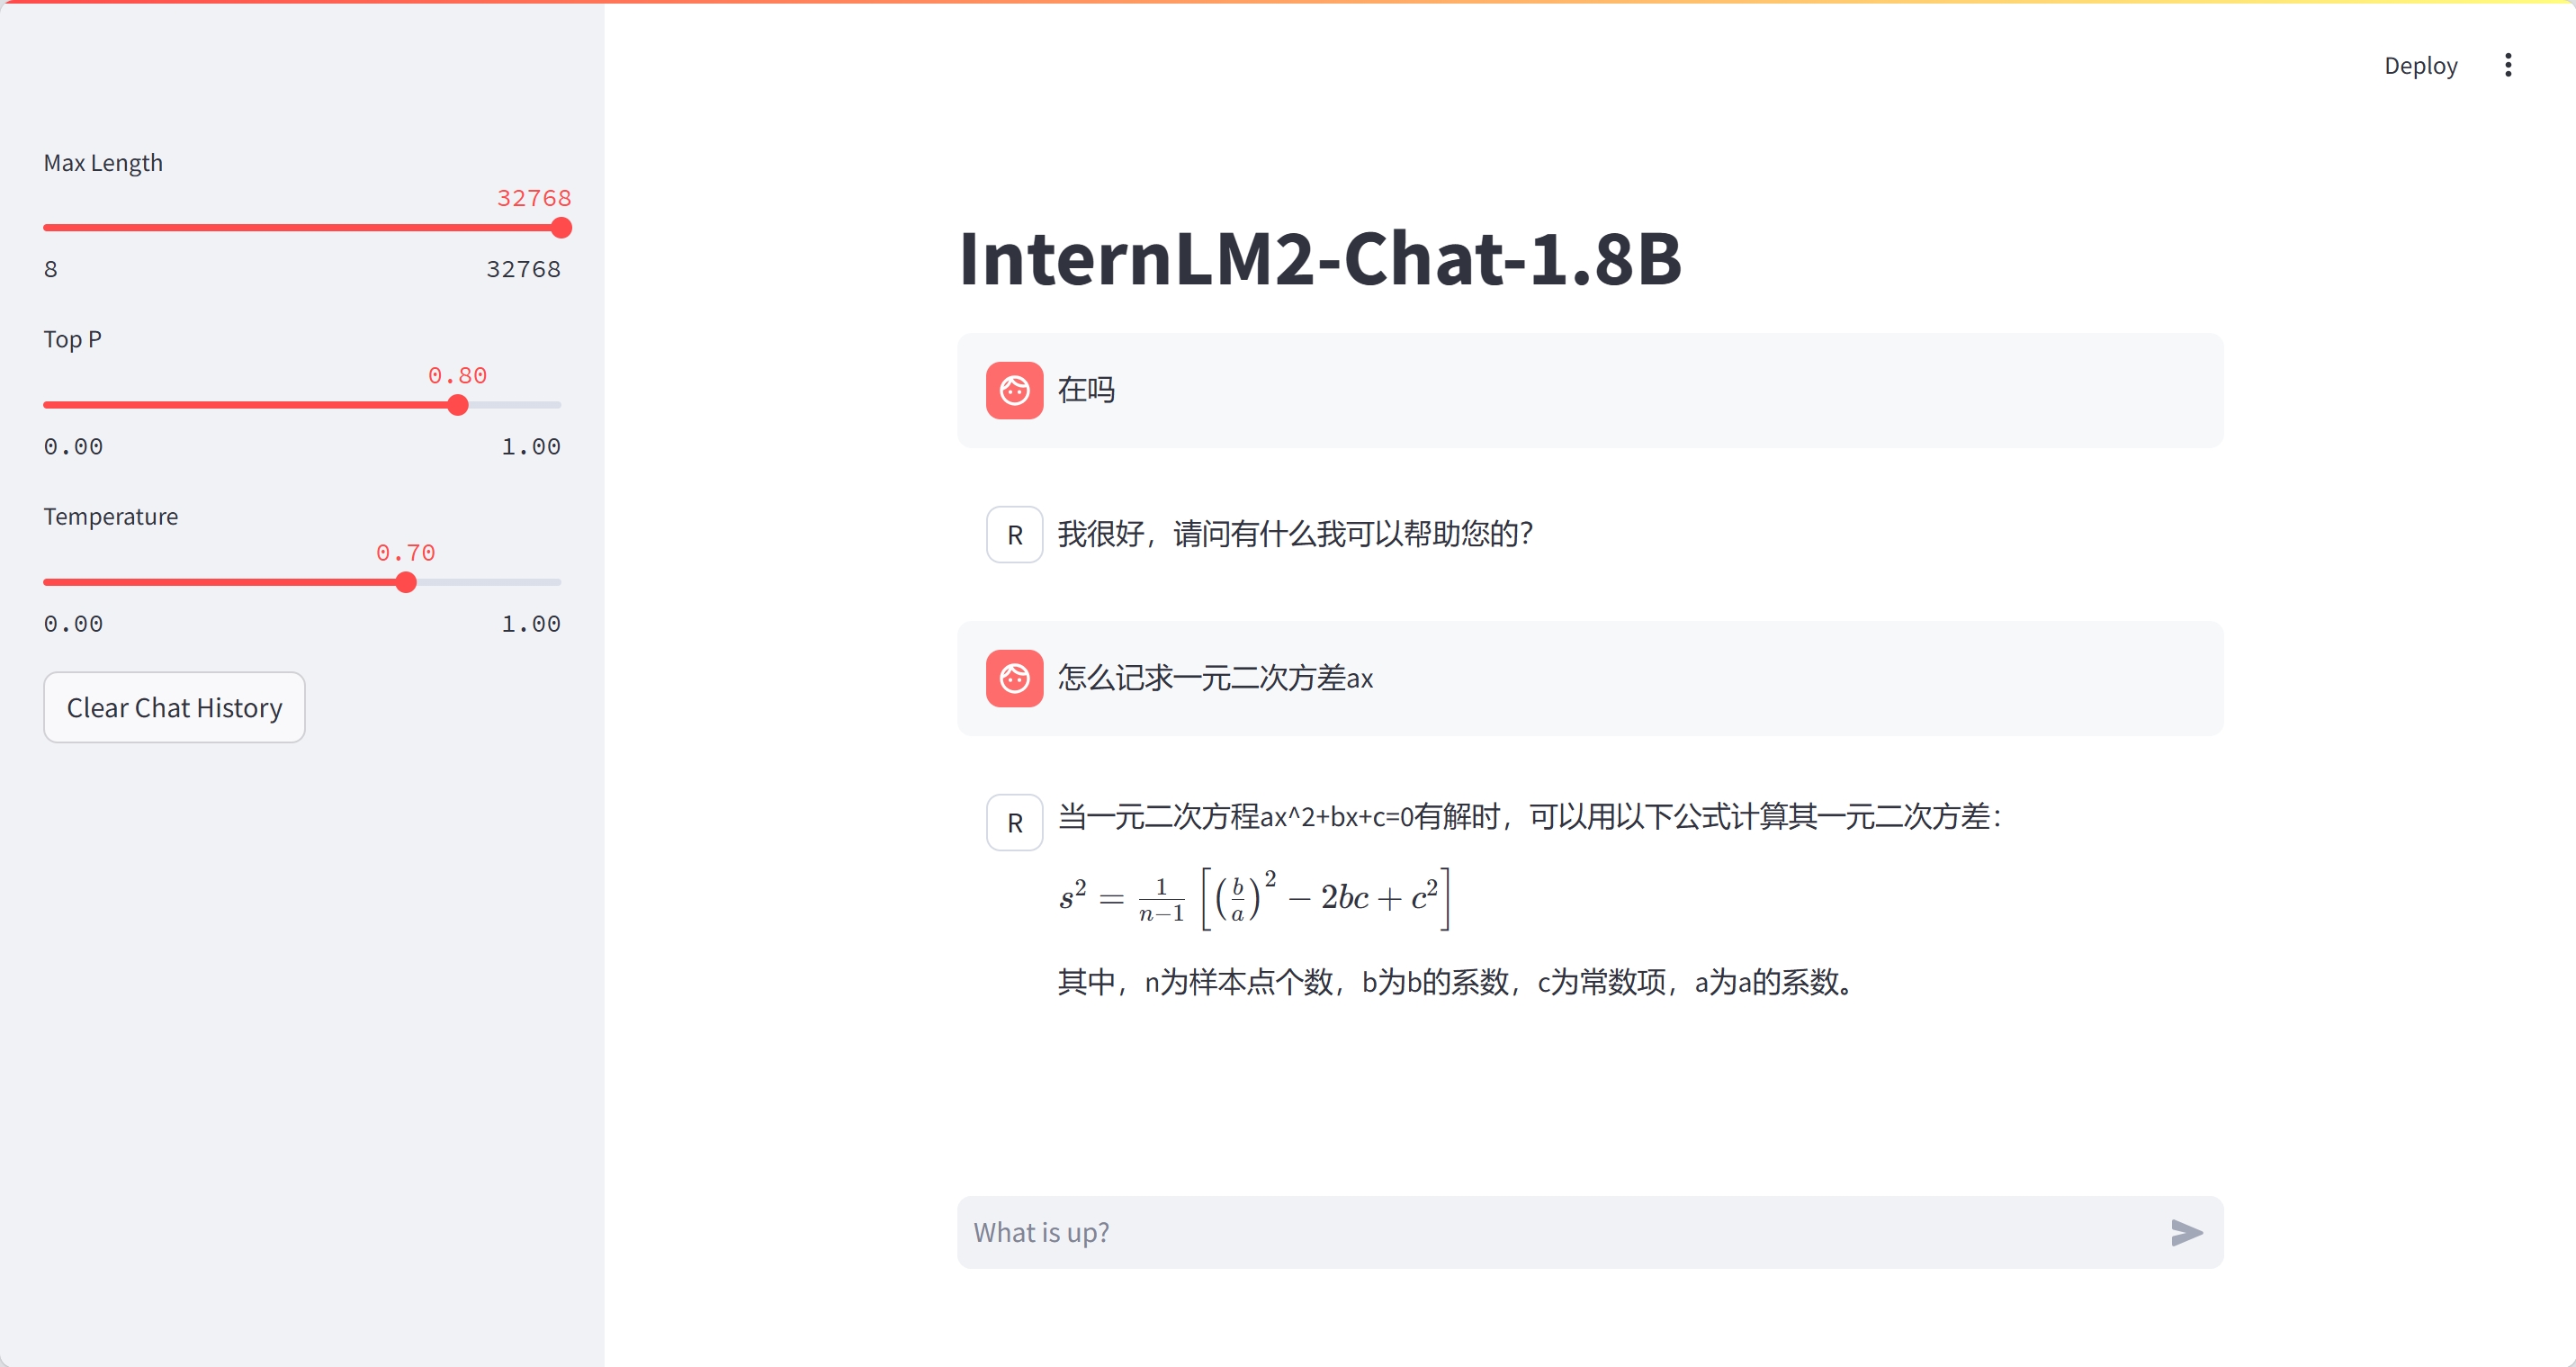 Deploy
Max Length
32768
8 32768
Top P
0.80
0.00 1.00
Temperature
0.70
0.00 1.00
Clear Chat History
InternLM2-Chat-1.8B
在吗
R 我很好，请问有什么我可以帮助您的？
怎么记求一元二次方差ax
R 当一元二次方程ax^2+bx+c=0有解时，可以用以下公式计算其一元二次方差：
s² = \frac{1}{n-1} [(\frac{b}{a})² − 2bc + c²]
其中，n为样本点个数，b为b的系数，c为常数项，a为a的系数。
What is up?